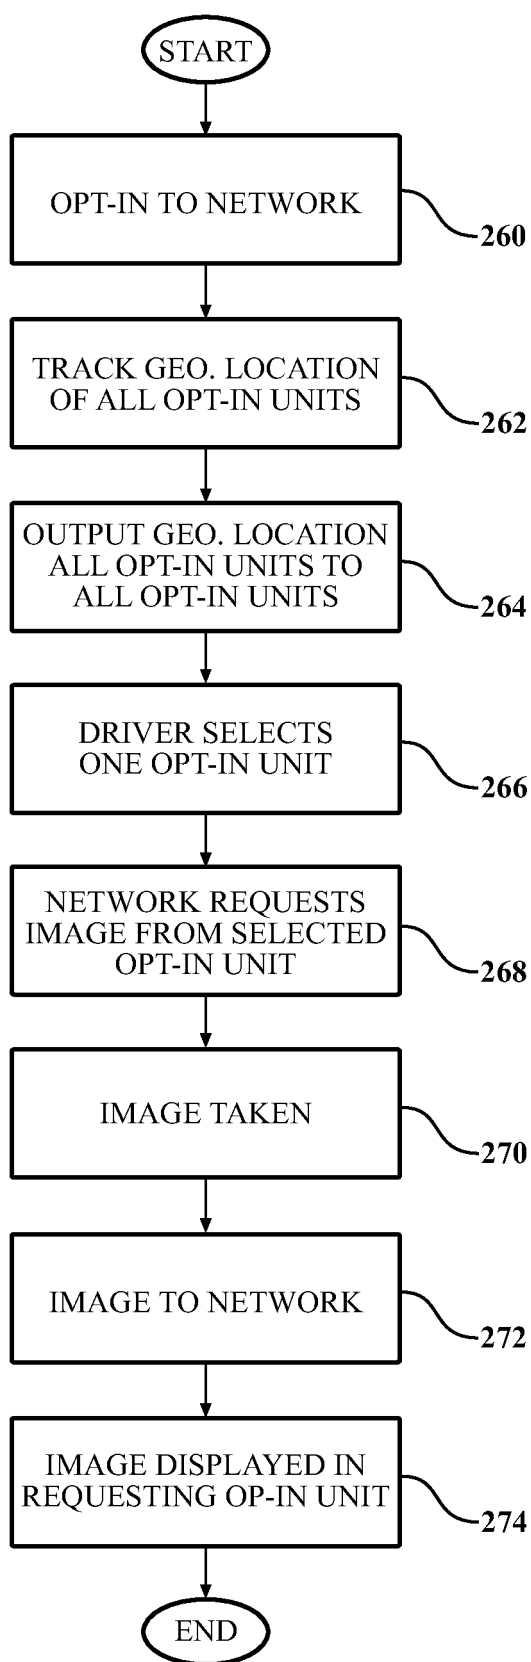 START
OPT-IN TO NETWORK
260
TRACK GEO. LOCATION
OF ALL OPT-IN UNITS
262
OUTPUT GEO. LOCATION
ALL OPT-IN UNITS TO
ALL OPT-IN UNITS
264
DRIVER SELECTS
ONE OPT-IN UNIT
266
NETWORK REQUESTS
IMAGE FROM SELECTED
OPT-IN UNIT
268
IMAGE TAKEN
270
IMAGE TO NETWORK
272
IMAGE DISPLAYED IN
REQUESTING OP-IN UNIT
274
END